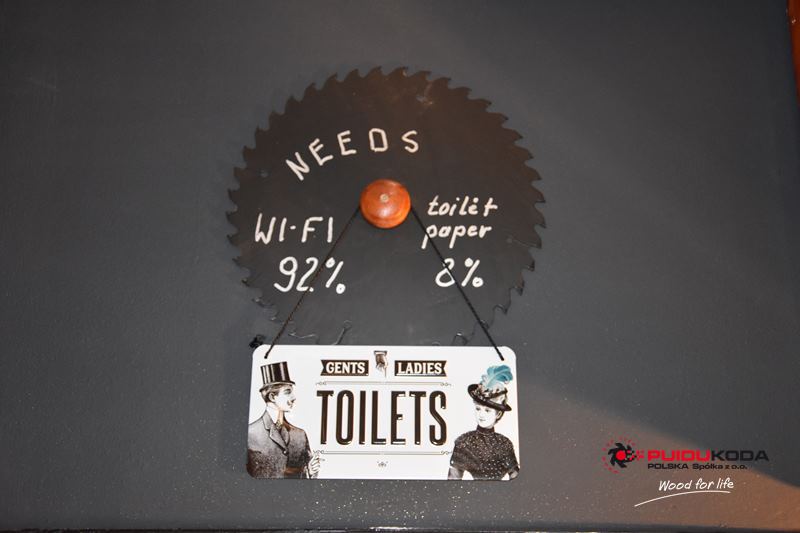 NEEDS
WI-FI
92%
toilet
paper
8%
GENTS LADIES
TOILETS
PUIDUKODA
POLSKA Spółka z o.o.
Wood for life